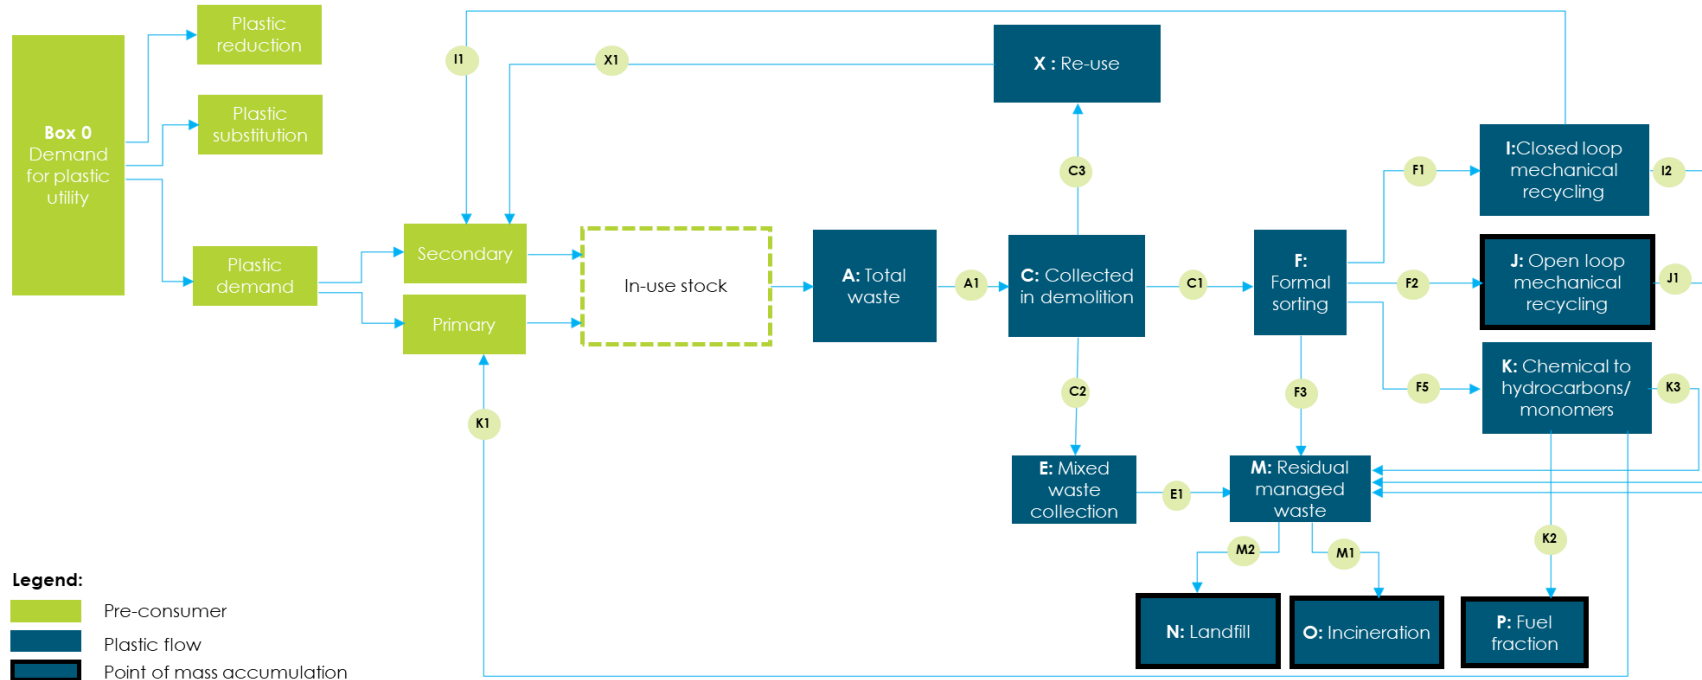 Plastic
reduction
I1
X1
X : Re-use
Box 0
Demand
for plastic
utility
Plastic
substitution
I:Closed loop
mechanical
recycling
C3
F1
I2
Secondary
Plastic
demand
Primary
In-use stock
A: Total
waste
A1
C: Collected
in demolition
C1
F:
Formal
sorting
F2
J: Open loop
mechanical
recycling
J1
K: Chemical to
hydrocarbons/
monomers
K3
F5
C2
F3
K1
E: Mixed
waste
collection
E1
M: Residual
managed
waste
M2
M1
K2
N: Landfill
O: Incineration
P: Fuel
fraction
Legend:
Pre-consumer
Plastic flow
Point of mass accumulation